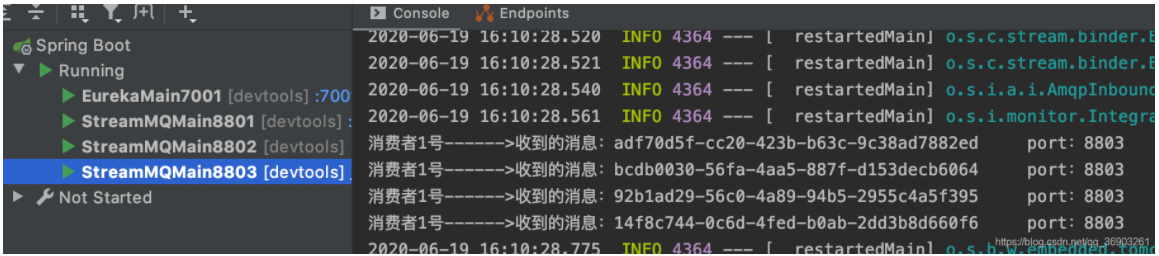 Console Endpoints
Spring Boot
Running
EurekaMain7001 [devtools] :700
StreamMQMain8801 [devtools] :
StreamMQMain8802 [devtools]
StreamMQMain8803 [devtools]
Not Started
2020-06-19 16:10:28.520 INFO 4364 --- [ restartedMain] o.s.c.stream.binder.B
2020-06-19 16:10:28.521 INFO 4364 --- [ restartedMain] o.s.c.stream.binder.B
2020-06-19 16:10:28.540 INFO 4364 --- [ restartedMain] o.s.i.a.i.AmqpInbound
2020-06-19 16:10:28.561 INFO 4364 --- [ restartedMain] o.s.i.monitor.Integra
消费者1号------>收到的消息: adf70d5f-cc20-423b-b63c-9c38ad7882ed port: 8803
消费者1号------>收到的消息: bcdb0030-56fa-4aa5-887f-d153decb6064 port: 8803
消费者1号------>收到的消息: 92b1ad29-56c0-4a89-94b5-2955c4a5f395 port: 8803
消费者1号------>收到的消息: 14f8c744-0c6d-4fed-b0ab-2dd3b8d660f6 port: 8803
2020-06-19 16:10:28.775 INFO 4364 --- [ restartedMain] o.s.b.w.embedded.tomc
https://blog.csdn.net/qq_36903261